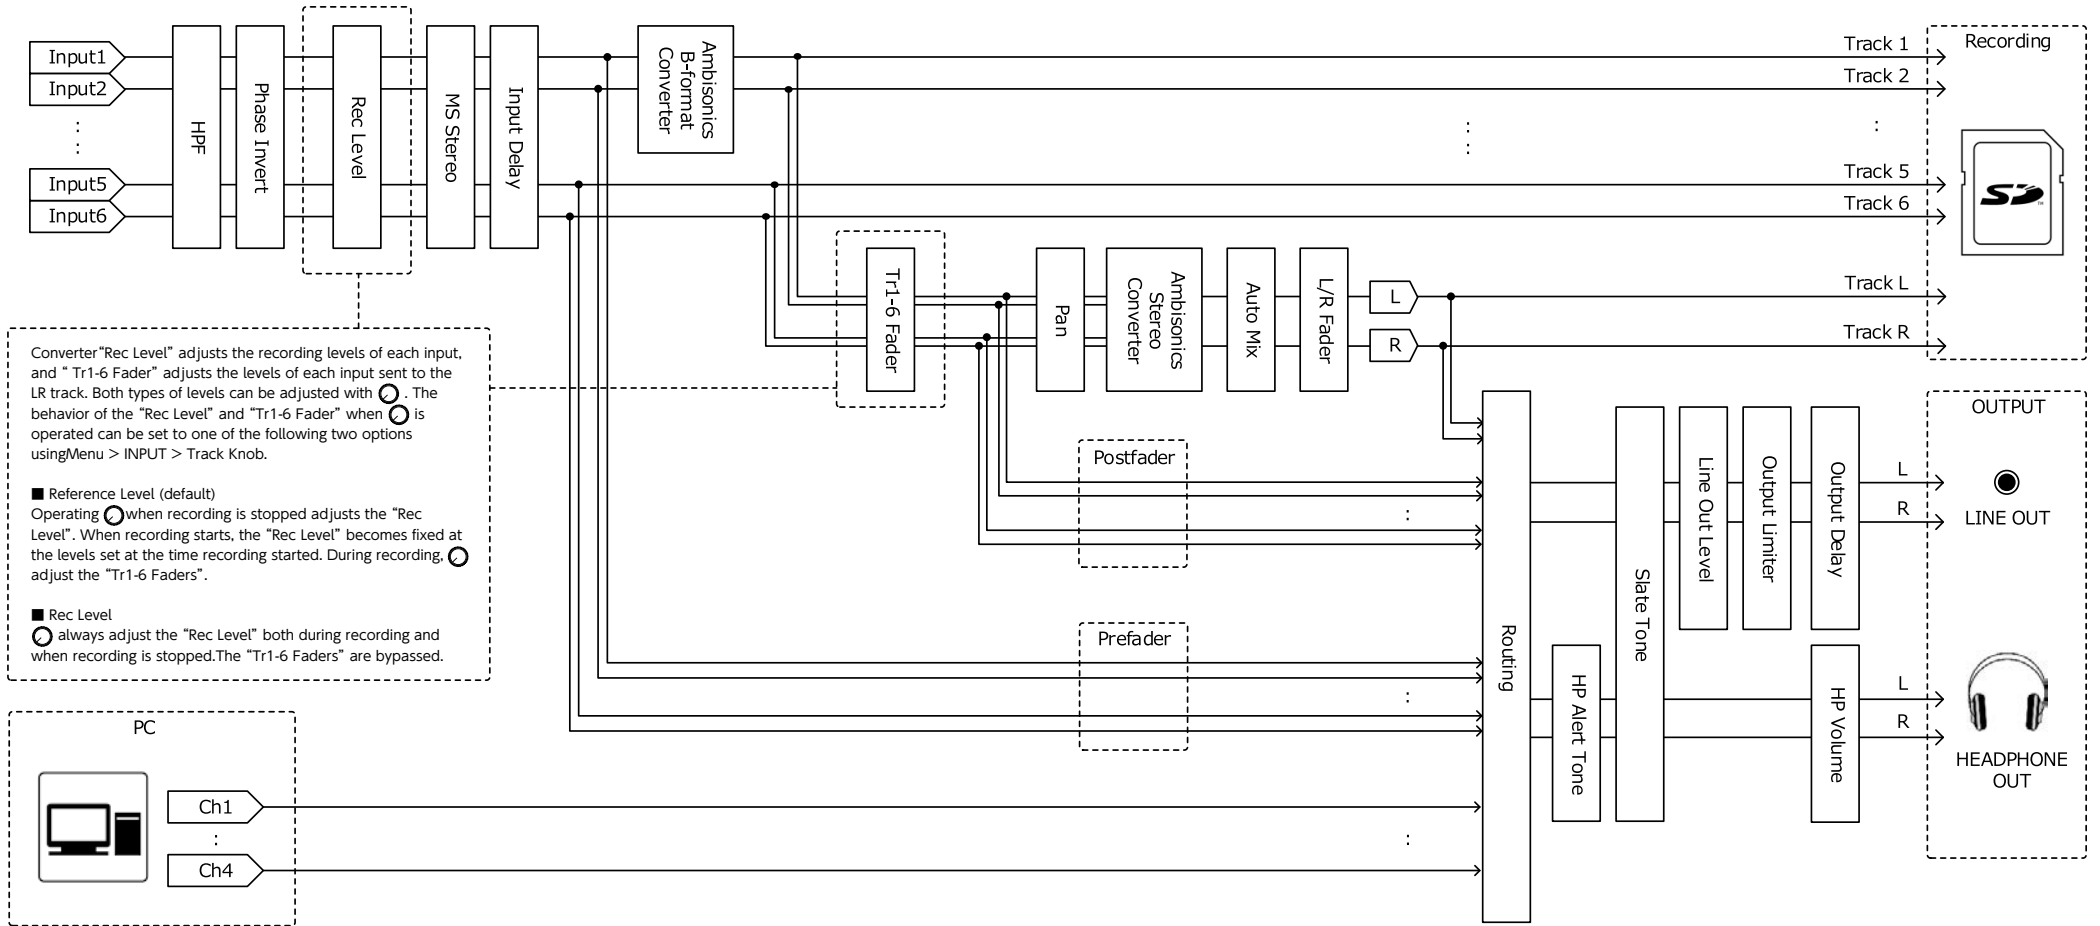 Input1
Input2
Input5
Input6
HPF
Phase Invert
Rec Level
MS Stereo
Input Delay
Ambisonics
B-format
Converter
Track 1
Track 2
Track 5
Track 6
Track L
Track R
Recording
SD
TM
Tr1-6 Fader
Pan
Ambisonics
Stereo
Converter
Auto Mix
L/R Fader
L
R
Converter“Rec Level” adjusts the recording levels of each input,
and “ Tr1-6 Fader” adjusts the levels of each input sent to the
LR track. Both types of levels can be adjusted with . The
behavior of the “Rec Level” and “Tr1-6 Fader” when is
operated can be set to one of the following two options
usingMenu > INPUT > Track Knob.
■ Reference Level (default)
Operating when recording is stopped adjusts the “Rec
Level”. When recording starts, the “Rec Level” becomes fixed at
the levels set at the time recording started. During recording,
adjust the “Tr1-6 Faders”.
■ Rec Level
always adjust the “Rec Level” both during recording and
when recording is stopped.The “Tr1-6 Faders” are bypassed.
Postfader
Prefader
Routing
HP Alert Tone
Slate Tone
Line Out Level
Output Limiter
Output Delay
HP Volume
L
R
L
R
OUTPUT
LINE OUT
HEADPHONE
OUT
PC
Ch1
Ch4